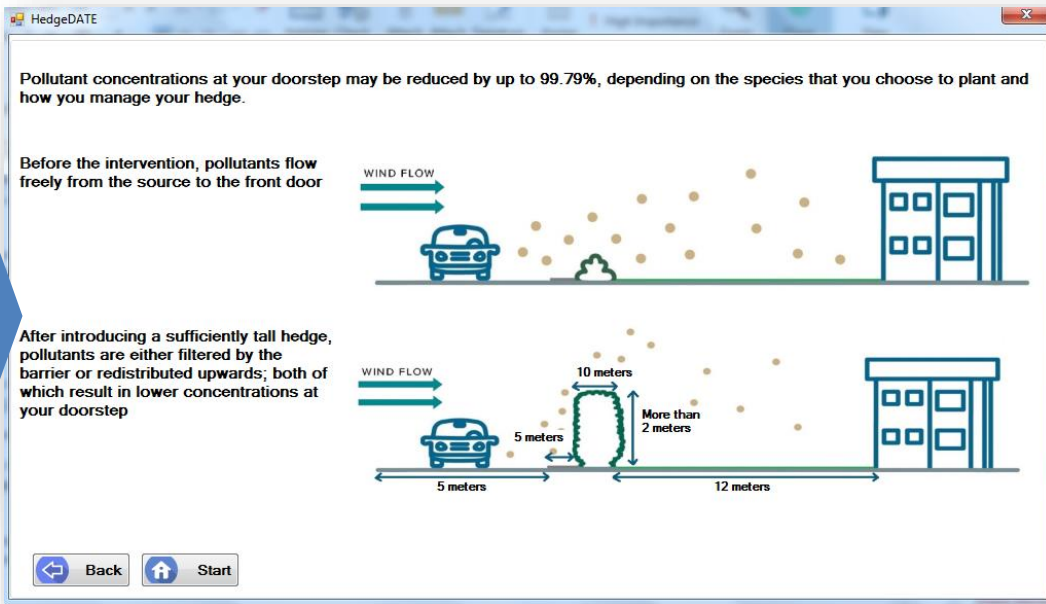 HedgeDATE
High Importance
Pollutant concentrations at your doorstep may be reduced by up to 99.79%, depending on the species that you choose to plant and
how you manage your hedge.
Before the intervention, pollutants flow
freely from the source to the front door
WIND FLOW
After introducing a sufficiently tall hedge,
pollutants are either filtered by the
barrier or redistributed upwards; both of
which result in lower concentrations at
your doorstep
WIND FLOW
10 meters
More than
2 meters
5 meters
5 meters
12 meters
Back
Start